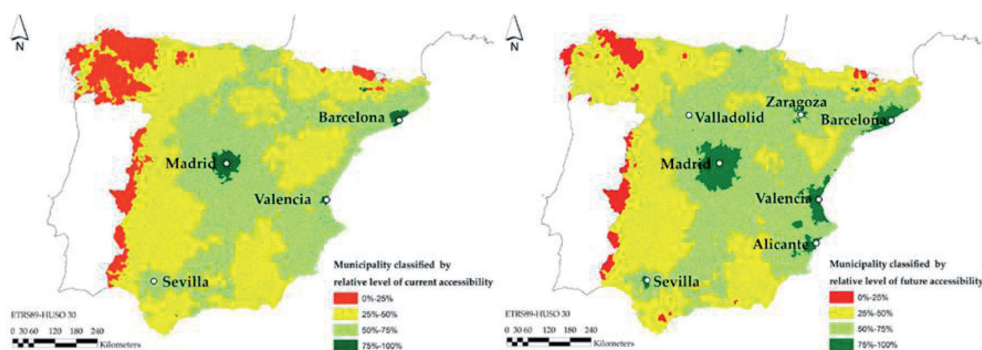 N
Barcelona
Madrid
Valencia
Sevilla
Municipality classified by
relative level of current accessibility
0%-25%
25%-50%
50%-75%
75%-100%
ETRS89-HUSO 30
0 30 60 120 180 240
Kilometers
N
Zaragoza
Valladolid
Barcelona
Madrid
Valencia
Alicante
Sevilla
Municipality classified by
relative level of future accessibility
0%-25%
25%-50%
50%-75%
75%-100%
ETRS89-HUSO 30
0 30 60 120 180 240
Kilometers